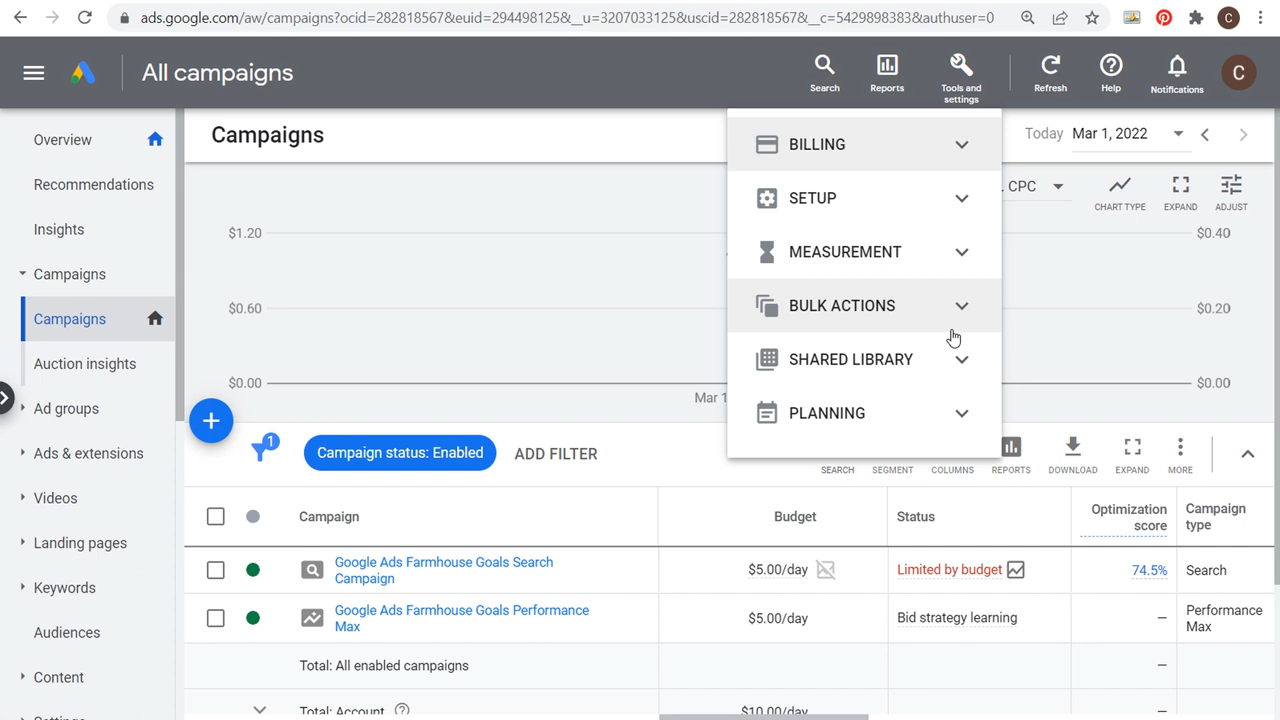 ads.google.com/aw/campaigns?ocid=282818567&euid=294498125&__u=3207033125&uscid=282818567&__c=5429898383&authuser=0
C
All campaigns
Search
Reports
Tools and
settings
Refresh
Help
Notifications
C
Overview
Recommendations
Insights
Campaigns
Campaigns
Auction insights
Ad groups
Ads & extensions
Videos
Landing pages
Keywords
Audiences
Content
Settings
Campaigns
Today Mar 1, 2022
BILLING
SETUP
MEASUREMENT
BULK ACTIONS
SHARED LIBRARY
PLANNING
. CPC
CHART TYPE
EXPAND
ADJUST
$1.20
$0.60
$0.00
$0.40
$0.20
$0.00
Mar 1
1
Campaign status: Enabled
ADD FILTER
SEARCH
SEGMENT
COLUMNS
REPORTS
DOWNLOAD
EXPAND
MORE
Campaign
Budget
Status
Optimization
score
Campaign
type
Google Ads Farmhouse Goals Search
Campaign
$5.00/day
Limited by budget
74.5%
Search
Google Ads Farmhouse Goals Performance
Max
$5.00/day
Bid strategy learning
—
Performance
Max
Total: All enabled campaigns
—
Total: Account
$10.00/day
—